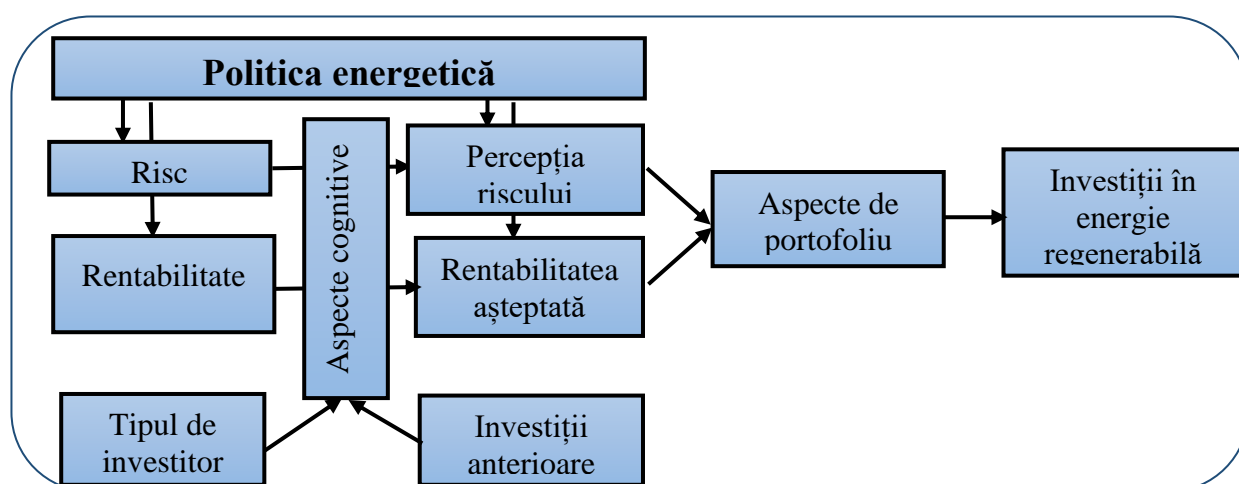 Politica energetică
Risc
Aspecte cognitive
Percepția
riscului
Rentabilitate
Rentabilitatea
așteptată
Aspecte de
portofoliu
Investiții în
energie
regenerabilă
Tipul de
investitor
Investiții
anterioare